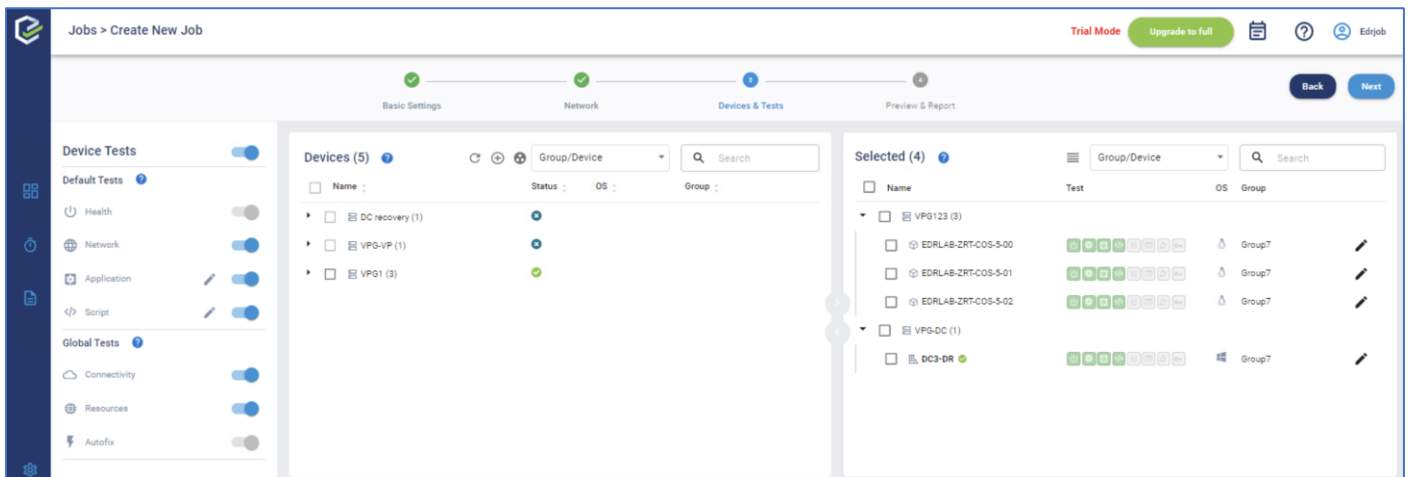 Jobs > Create New Job
Trial Mode
Upgrade to full
Edrjob
Basic Settings
Network
3
Devices & Tests
4
Preview & Report
Back
Next
Device Tests
Default Tests
Health
Network
Application
Script
Global Tests
Connectivity
Resources
Autofix
Devices (5)
Group/Device
Search
Name
Status
OS
Group
DC recovery (1)
VPG-VP (1)
VPG1 (3)
Selected (4)
Group/Device
Search
Name
Test
OS
Group
VPG123 (3)
EDRLAB-ZRT-COS-5-00
Group7
EDRLAB-ZRT-COS-5-01
Group7
EDRLAB-ZRT-COS-5-02
Group7
VPG-DC (1)
DC3-DR
Group7